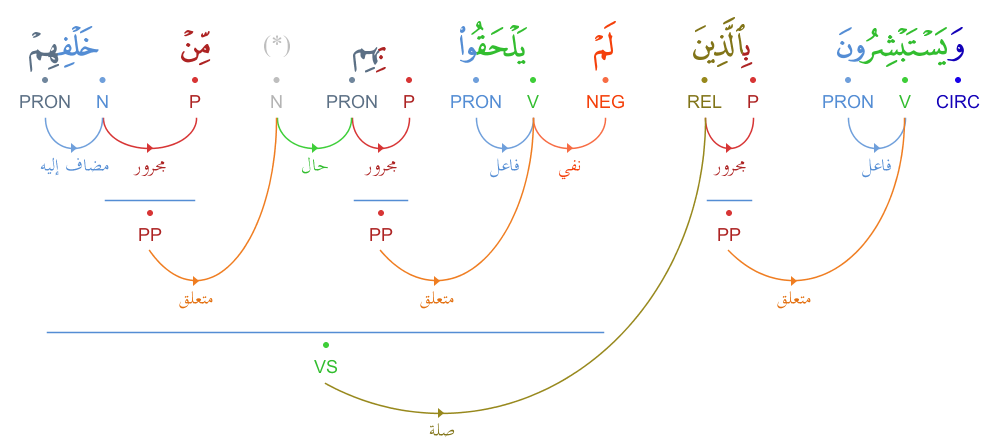 وَيَسْتَبْشِرُونَ بِٱلَّذِينَ لَمْ يَلْحَقُوا۟ بِهِم (*) مِّنْ خَلْفِهِمْ
CIRC V PRON P REL NEG V PRON P PRON N P N PRON
فاعل مجرور نفي فاعل مجرور حال مجرور مضاف إليه
PP PP PP
متعلق متعلق متعلق
VS
صلة